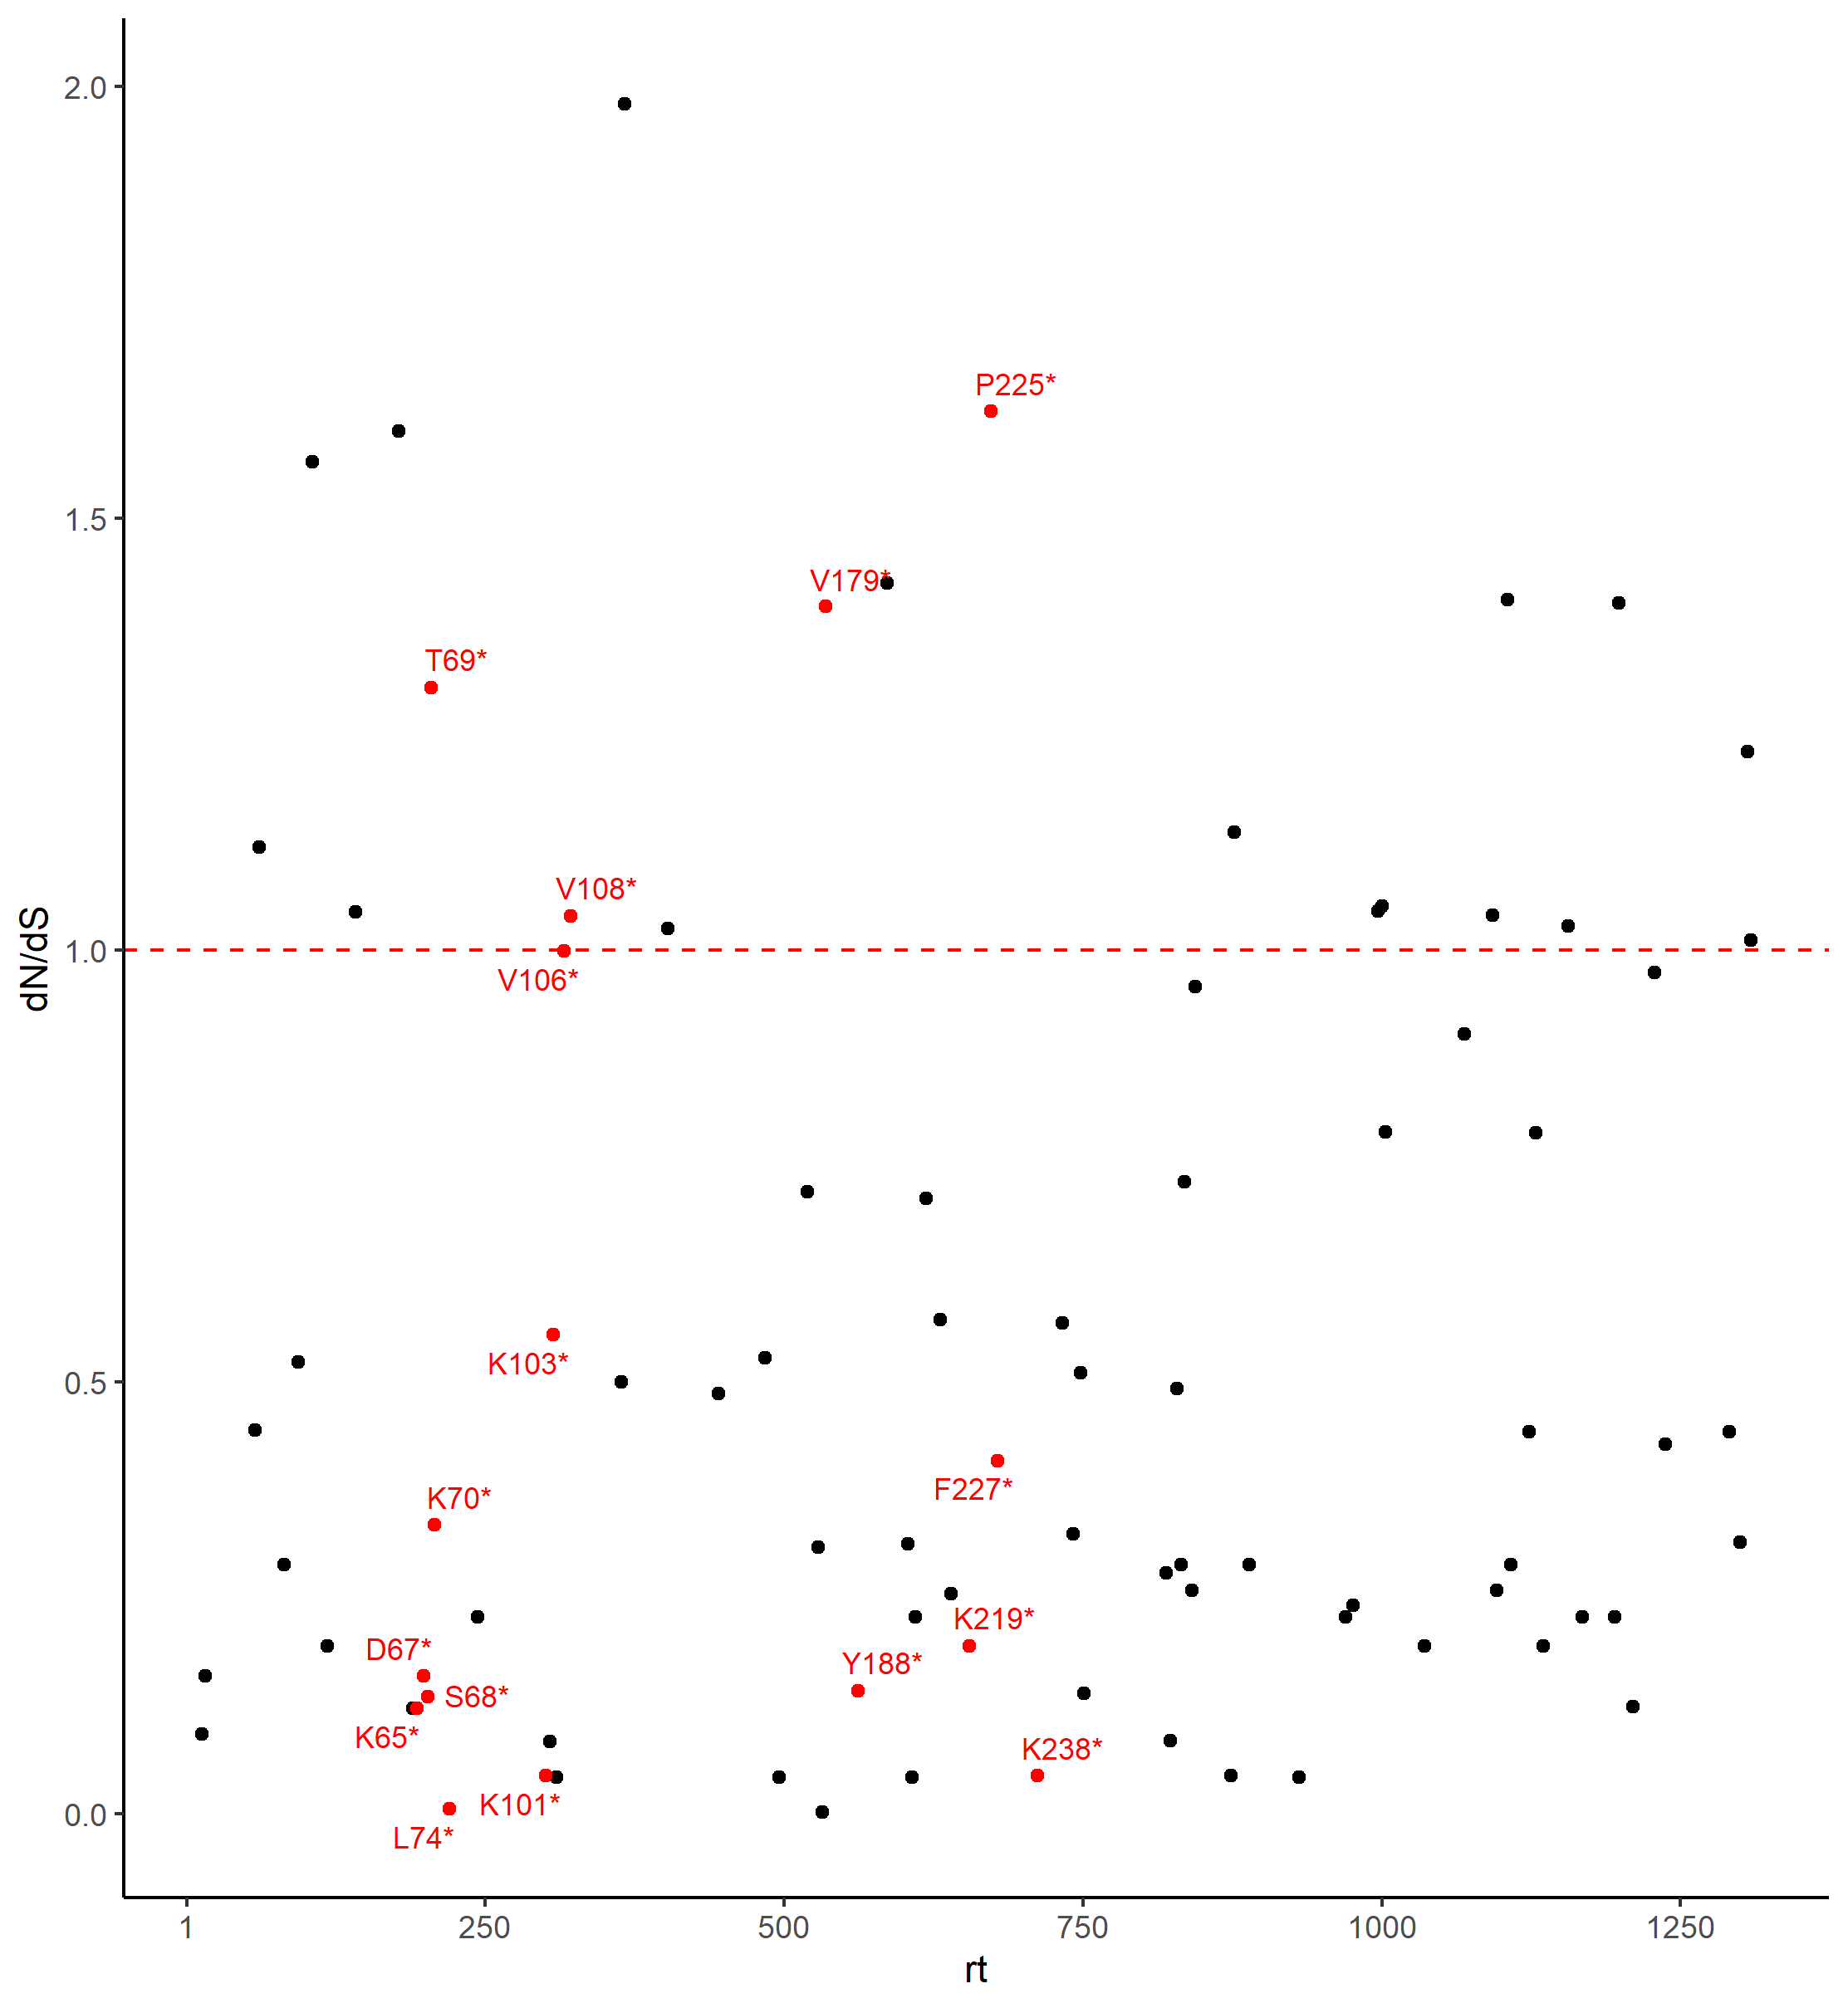 2.0
P225*
1.5
V179*
T69*
V108*
1.0
V106*
dN/dS
K103*
0.5
F227*
K70*
K219*
D67*
Y188*
S68*
K65*
K238*
K101*
0.0
L74*
1 250 500 750 1000 1250
rt